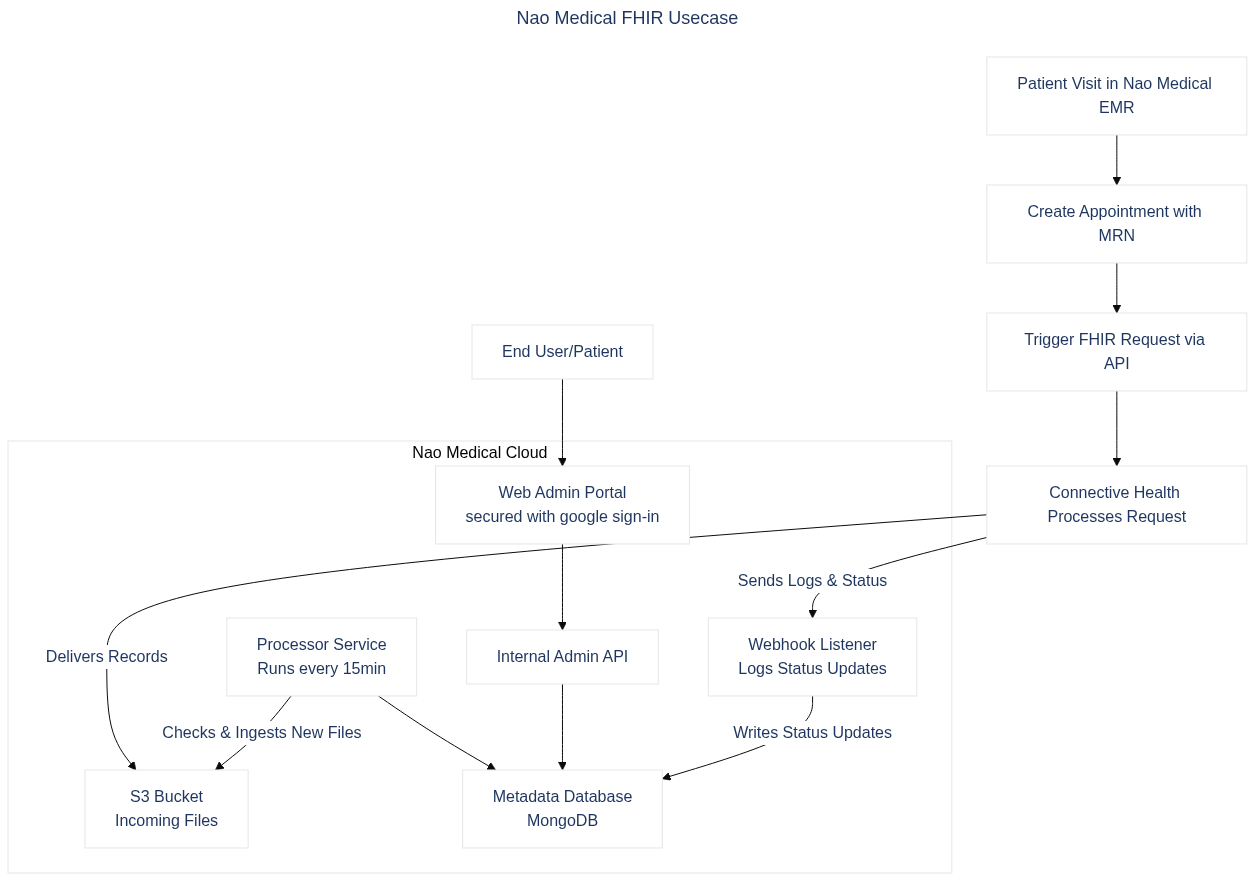 Nao Medical FHIR Usecase
Patient Visit in Nao Medical
EMR
Create Appointment with
MRN
Trigger FHIR Request via
API
End User/Patient
Nao Medical Cloud
Web Admin Portal
secured with google sign-in
Connective Health
Processes Request
Sends Logs & Status
Delivers Records
Processor Service
Runs every 15min
Internal Admin API
Webhook Listener
Logs Status Updates
Checks & Ingests New Files
Writes Status Updates
S3 Bucket
Incoming Files
Metadata Database
MongoDB